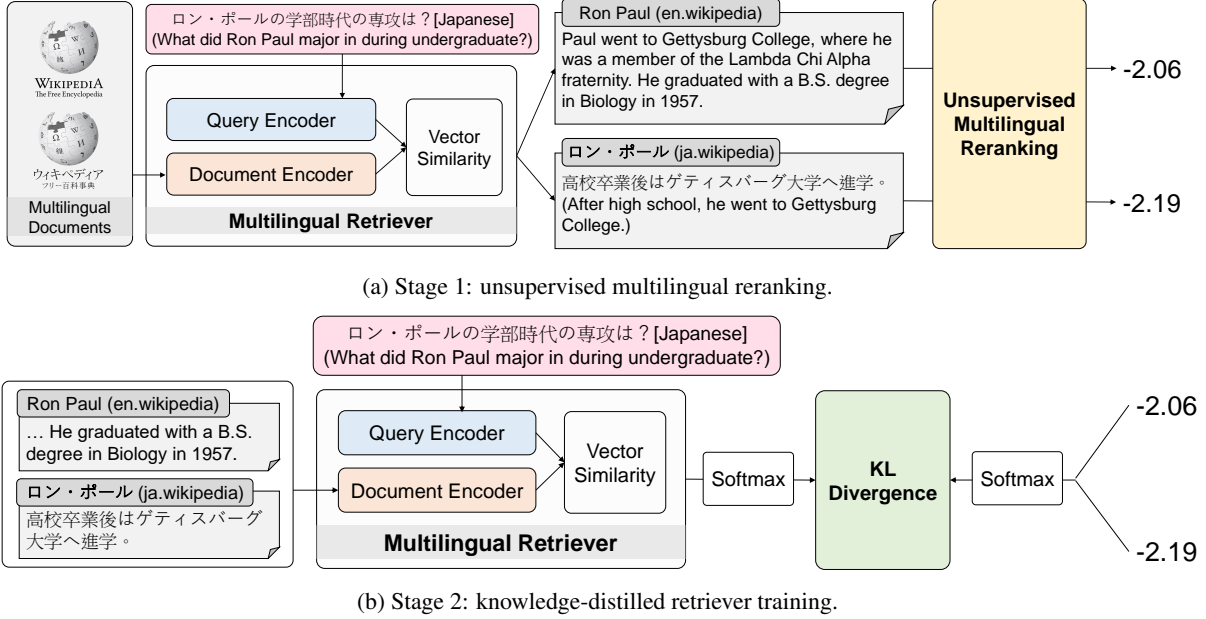 WIKIPEDIA
The Free Encyclopedia
ウィキペディア
フリー百科事典
Multilingual
Documents
ロン・ポールの学部時代の専攻は？[Japanese]
(What did Ron Paul major in during undergraduate?)
Query Encoder
Document Encoder
Vector
Similarity
Multilingual Retriever
Ron Paul (en.wikipedia)
Paul went to Gettysburg College, where he
was a member of the Lambda Chi Alpha
fraternity. He graduated with a B.S. degree
in Biology in 1957.
ロン・ポール (ja.wikipedia)
高校卒業後はゲティスバーグ大学へ進学。
(After high school, he went to Gettysburg
College.)
Unsupervised
Multilingual
Reranking
-2.06
-2.19
(a) Stage 1: unsupervised multilingual reranking.
ロン・ポールの学部時代の専攻は？[Japanese]
(What did Ron Paul major in during undergraduate?)
Ron Paul (en.wikipedia)
… He graduated with a B.S.
degree in Biology in 1957.
ロン・ポール (ja.wikipedia)
高校卒業後はゲティスバーグ
大学へ進学。
Query Encoder
Document Encoder
Vector
Similarity
Multilingual Retriever
Softmax
KL
Divergence
Softmax
-2.06
-2.19
(b) Stage 2: knowledge-distilled retriever training.